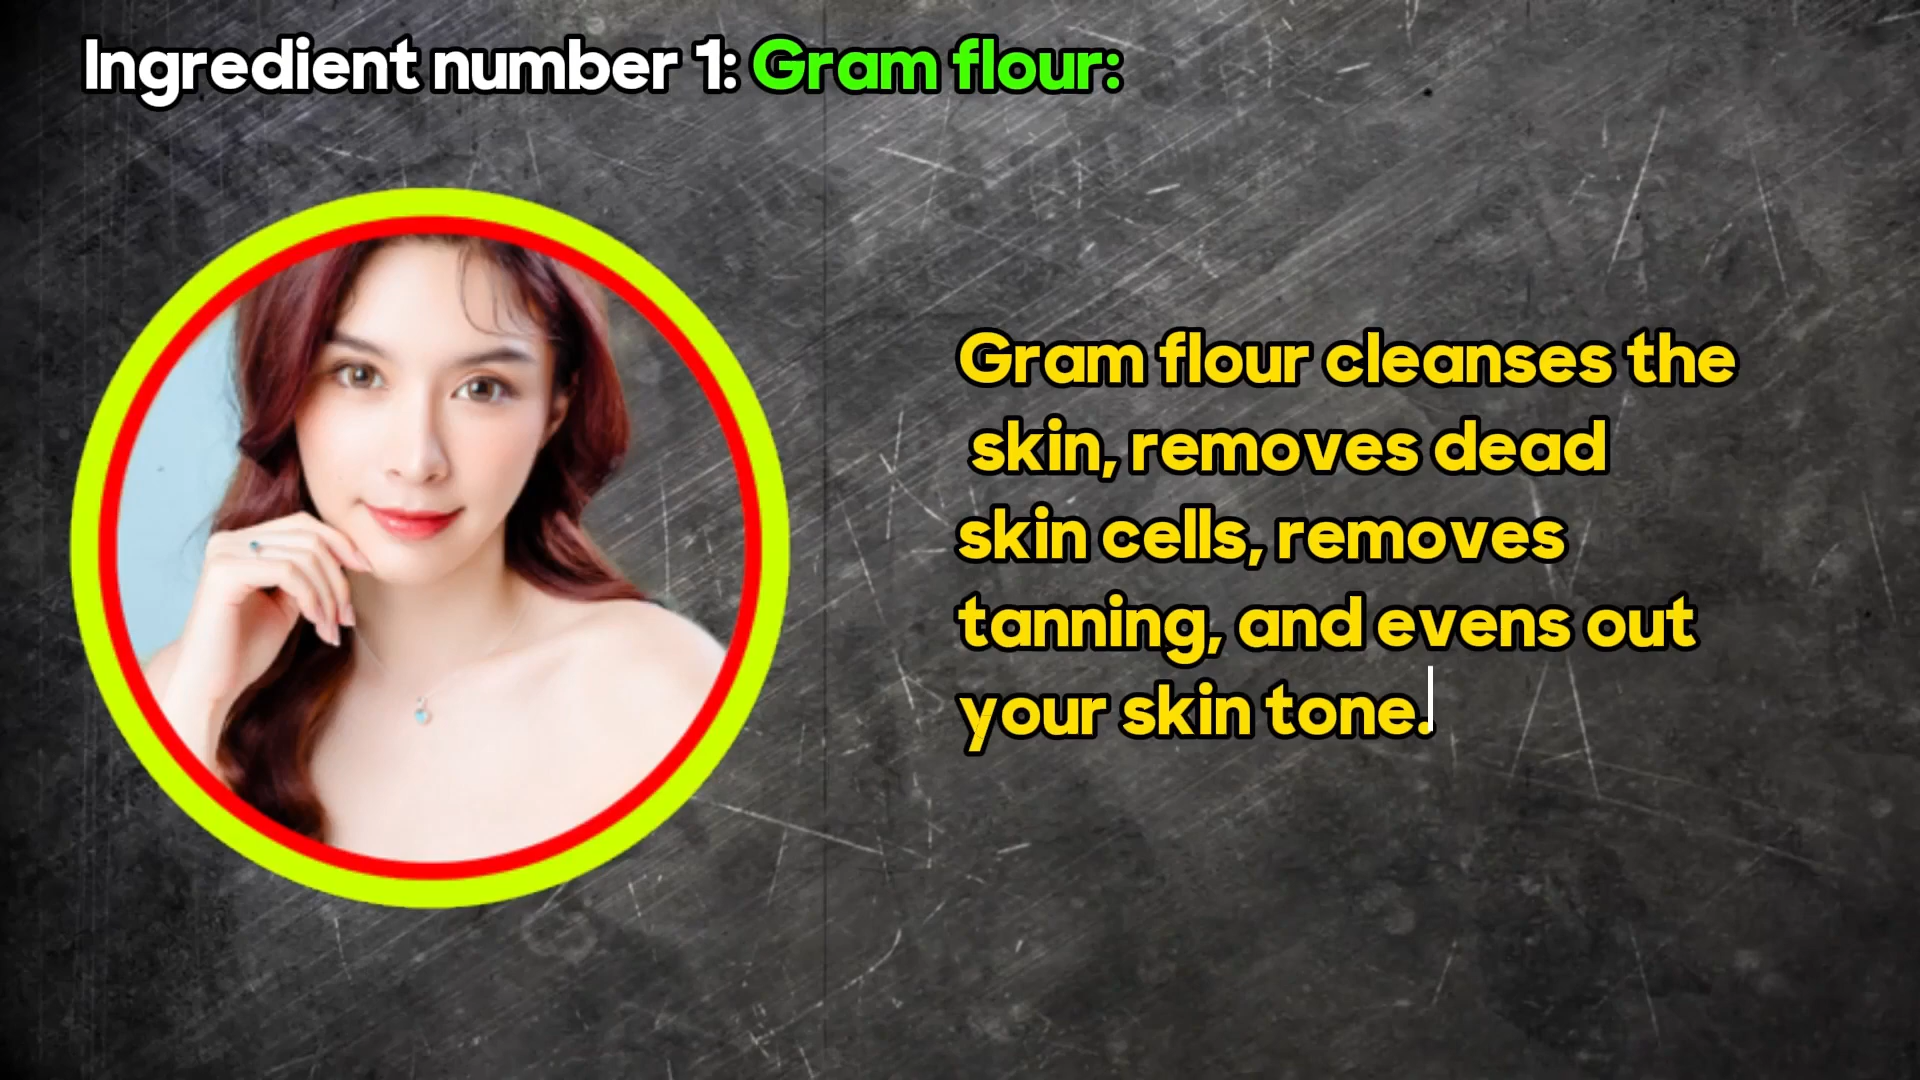 Ingredient number 1: Gram flour:
Gram flour cleanses the
skin, removes dead
skin cells, removes
tanning, and evens out
your skin tone.